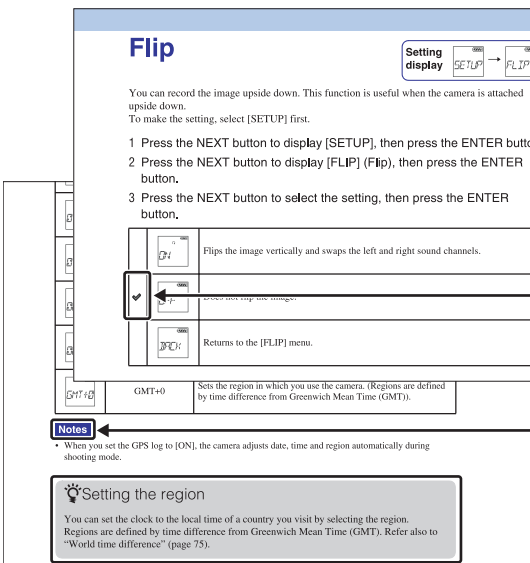 Flip
Setting
display
SETUP → FLIP
You can record the image upside down. This function is useful when the camera is attached
upside down.
To make the setting, select [SETUP] first.
1 Press the NEXT button to display [SETUP], then press the ENTER
2 Press the NEXT button to display [FLIP] (Flip), then press the ENTER
button.
3 Press the NEXT button to select the setting, then press the ENTER
button.
ON
Flips the image vertically and swaps the left and right sound channels.
Does not flip the image.
BACK
Returns to the [FLIP] menu.
GMT+0
GMT+0
Sets the region in which you use the camera. (Regions are defined
by time difference from Greenwich Mean Time (GMT)).
Notes
• When you set the GPS log to [ON], the camera adjusts date, time and region automatically during
shooting mode.
Setting the region
You can set the clock to the local time of a country you visit by selecting the region.
Regions are defined by time difference from Greenwich Mean Time (GMT). Refer also to
“World time difference” (page 75).